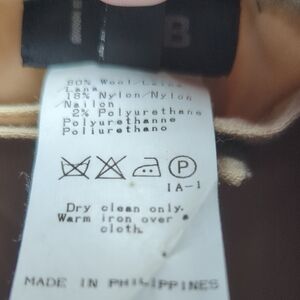 80% Wool/Laine
Lana
18% Nylon/Nylon
/Nailon
2% Polyurethane
Polyurethanne
Poliurethano
P
IA-1
Dry clean only.
Warm iron over
cloth.
MADE IN PHILIPPINES